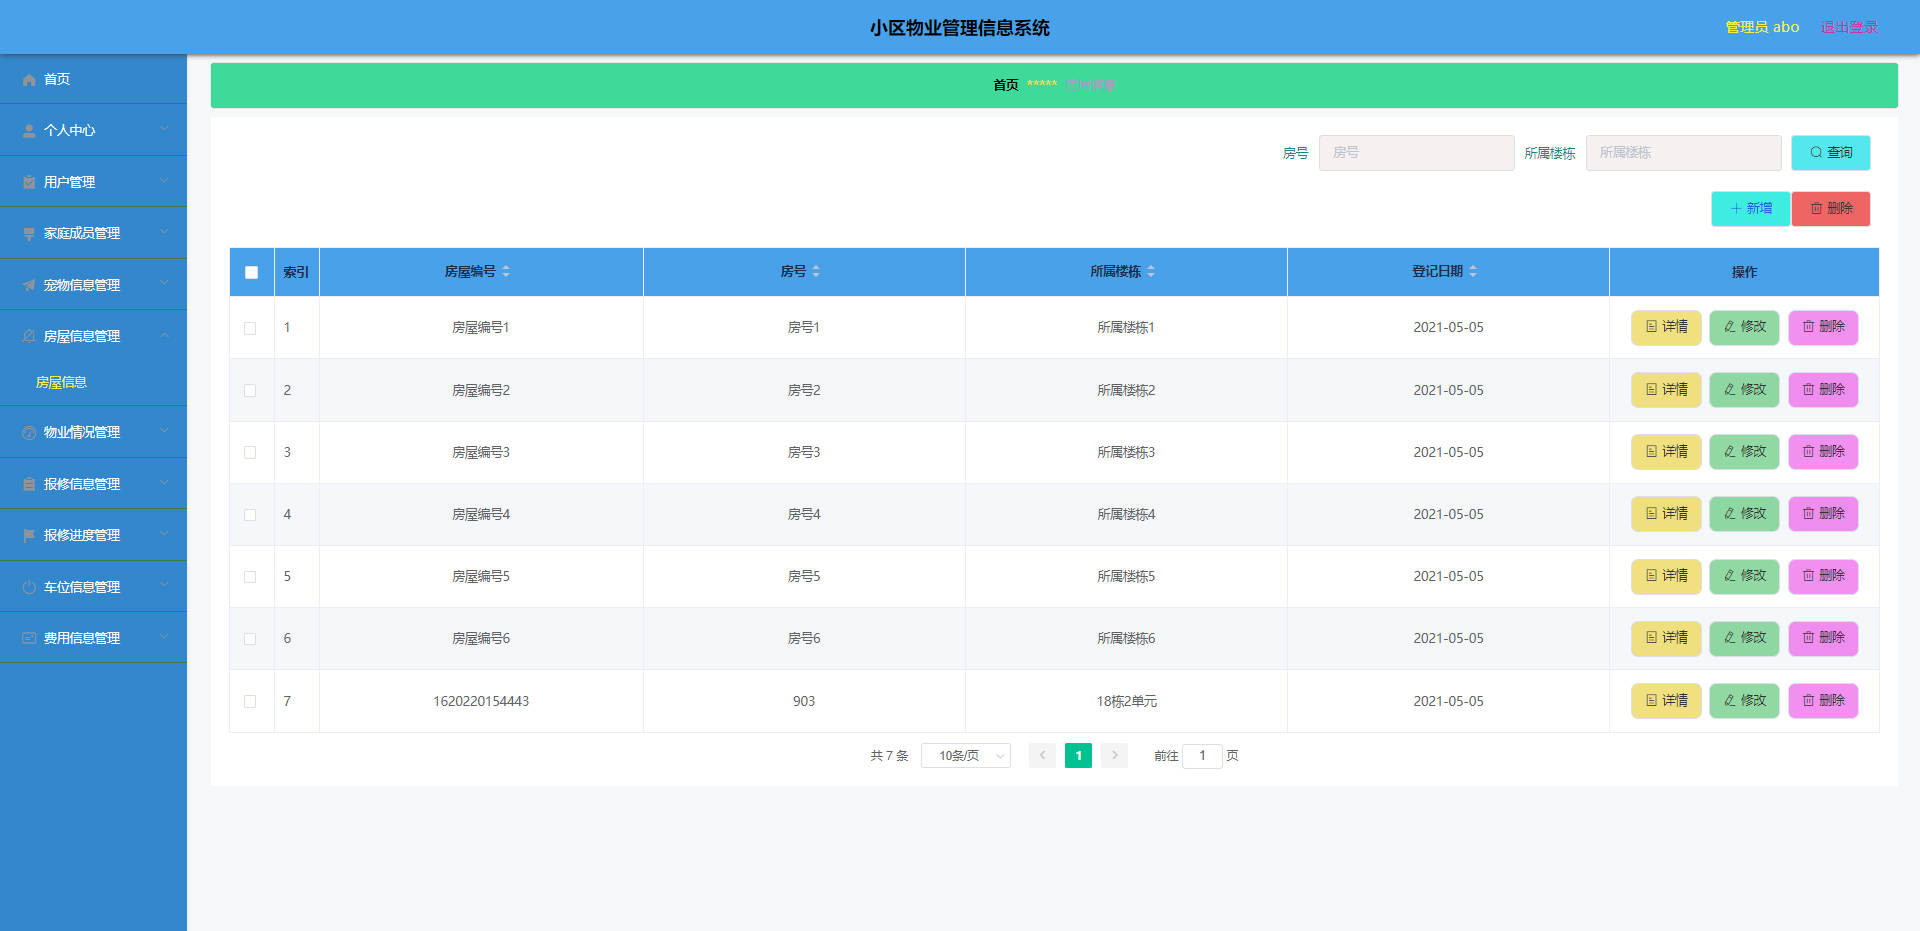 小区物业管理信息系统
管理员 abo 退出登录
首页
个人中心
用户管理
家庭成员管理
宠物信息管理
房屋信息管理
房屋信息
物业情况管理
报修信息管理
报修进度管理
车位信息管理
费用信息管理
首页 ***** 房屋信息
房号 房号 所属楼栋 所属楼栋 查询
新增 删除
索引 房屋编号 房号 所属楼栋 登记日期 操作
1 房屋编号1 房号1 所属楼栋1 2021-05-05 详情 修改 删除
2 房屋编号2 房号2 所属楼栋2 2021-05-05 详情 修改 删除
3 房屋编号3 房号3 所属楼栋3 2021-05-05 详情 修改 删除
4 房屋编号4 房号4 所属楼栋4 2021-05-05 详情 修改 删除
5 房屋编号5 房号5 所属楼栋5 2021-05-05 详情 修改 删除
6 房屋编号6 房号6 所属楼栋6 2021-05-05 详情 修改 删除
7 1620220154443 903 18栋2单元 2021-05-05 详情 修改 删除
共 7 条 10条/页 1 前往 1 页